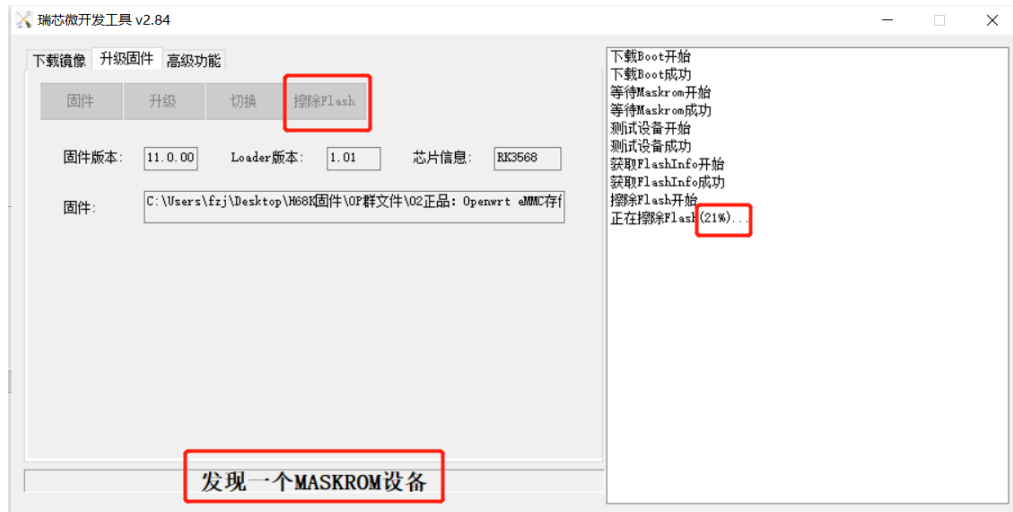 瑞芯微开发工具 v2.84
下载镜像 升级固件 高级功能
固件 升级 切换 擦除Flash
固件版本: 11.0.00 Loader版本: 1.01 芯片信息: RK3568
固件: C:\Users\fzj\Desktop\H68K固件\OP群文件\02正品: Openwrt eMMC存
发现一个MASKROM设备
下载Boot开始
下载Boot成功
等待Maskrom开始
等待Maskrom成功
测试设备开始
测试设备成功
获取FlashInfo开始
获取FlashInfo成功
擦除Flash开始
正在擦除Flash(21%)...